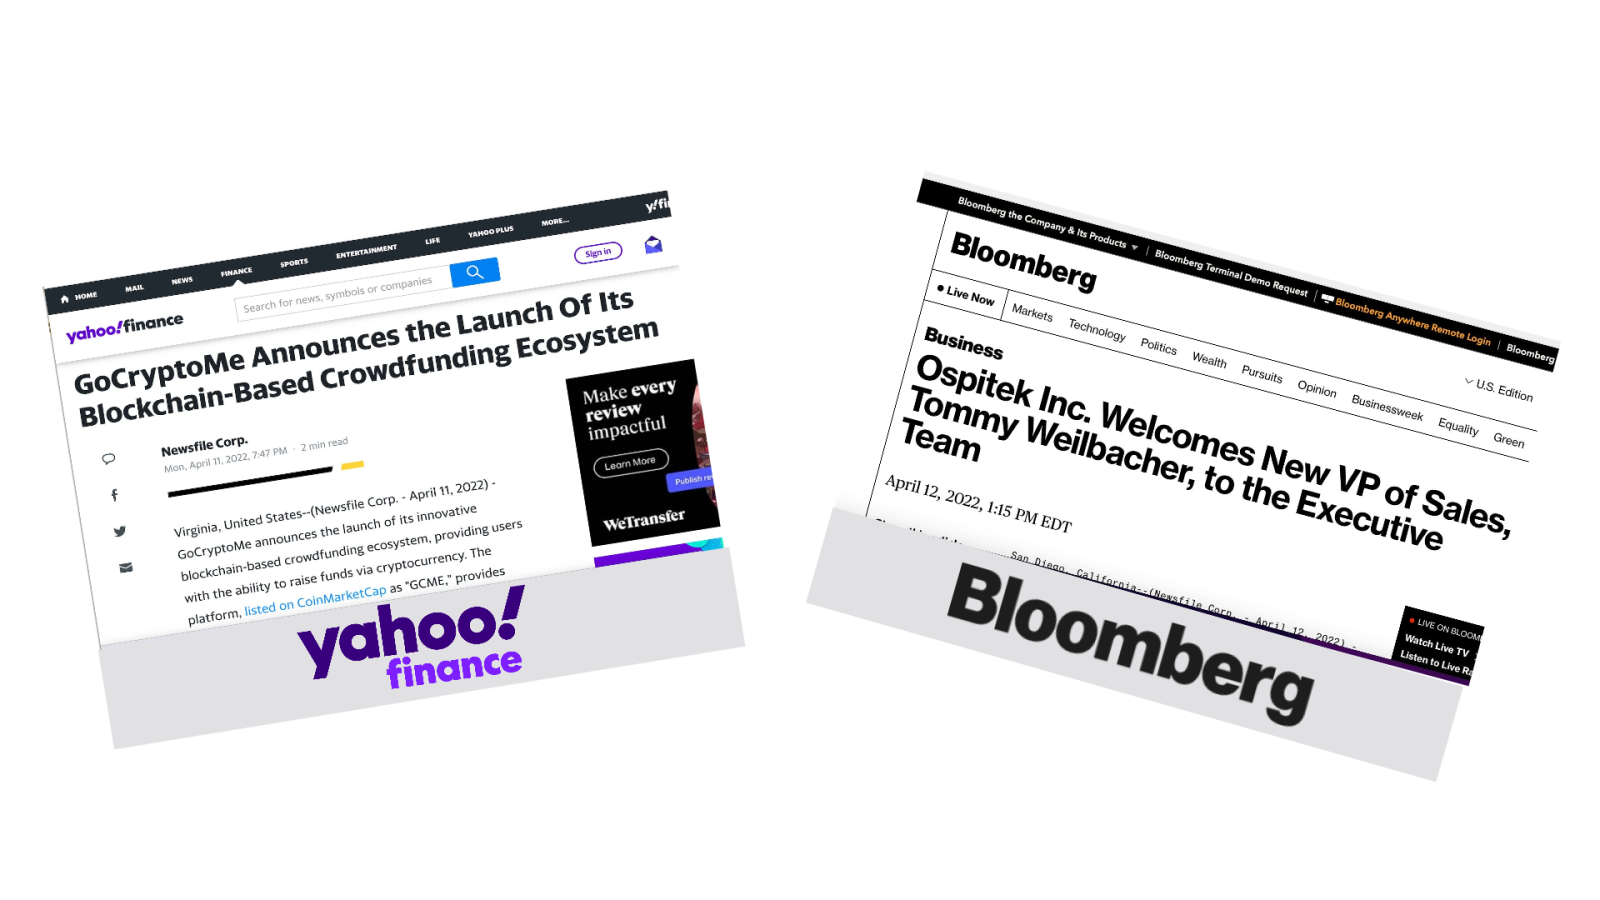 HOME MAIL NEWS FINANCE SPORTS ENTERTAINMENT LIFE YAHOO PLUS MORE...
yahoo!finance
Search for news, symbols or companies
Sign in
GoCryptoMe Announces the Launch Of Its
Blockchain-Based Crowdfunding Ecosystem
Newsfile Corp.
Mon, April 11, 2022, 7:47 PM · 2 min read
Virginia, United States--(Newsfile Corp. - April 11, 2022) -
GoCryptoMe announces the launch of its innovative
blockchain-based crowdfunding ecosystem, providing users
with the ability to raise funds via cryptocurrency. The
platform, listed on CoinMarketCap as "GCME," provides
Make every
review
impactful
Learn More
Publish
WeTransfer
yahoo!
finance
Bloomberg the Company & Its Products | Bloomberg Terminal Demo Request | Bloomberg Anywhere Remote Login | Bloomberg
Bloomberg
U.S. Edition
Live Now Markets Technology Politics Wealth Pursuits Opinion Businessweek Equality Green
Business
Ospitek Inc. Welcomes New VP of Sales,
Tommy Weilbacher, to the Executive
Team
April 12, 2022, 1:15 PM EDT
San Diego, California--(Newsfile Corp. - April 12, 2022) -
LIVE ON BLOOM
Watch Live TV
Listen to Live
Bloomberg